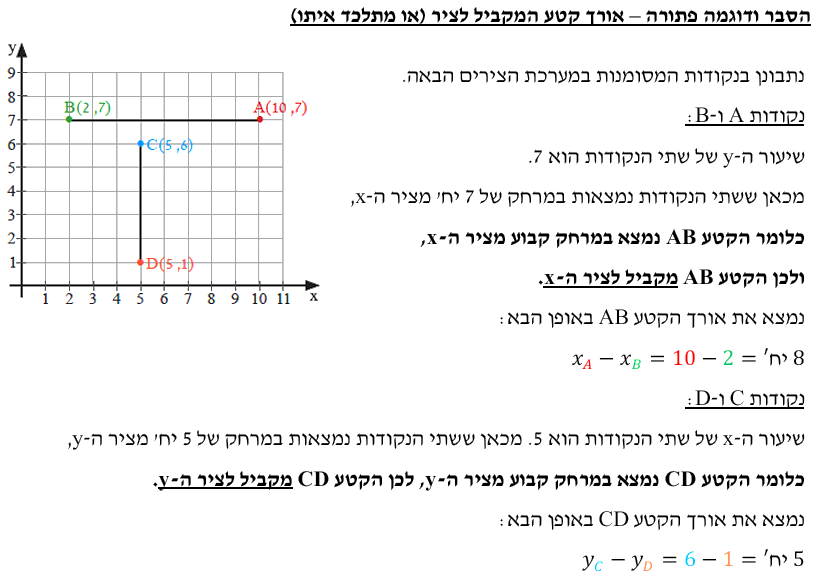 הסבר ודוגמה פתורה – אורך קטע המקביל לציר (או מתלכד איתו)
נתבונן בנקודות המסומנות במערכת הצירים הבאה.
נקודות A ו-B:
שיעור ה-y של שתי הנקודות הוא 7.
מכאן ששתי הנקודות נמצאות במרחק של 7 יח' מציר ה-x,
כלומר הקטע AB נמצא במרחק קבוע מציר ה-x,
ולכן הקטע AB מקביל לציר ה-x.
נמצא את אורך הקטע AB באופן הבא:
x_A − x_B = 10 − 2 = 8 יח'
נקודות C ו-D:
שיעור ה-x של שתי הנקודות הוא 5. מכאן ששתי הנקודות נמצאות במרחק של 5 יח' מציר ה-y,
כלומר הקטע CD נמצא במרחק קבוע מציר ה-y, לכן הקטע CD מקביל לציר ה-y.
נמצא את אורך הקטע CD באופן הבא:
y_C − y_D = 6 − 1 = 5 יח'
y
9
8
7
6
5
4
3
2
1
B(2 ,7)
A(10 ,7)
C(5 ,6)
D(5 ,1)
1 2 3 4 5 6 7 8 9 10 11
x